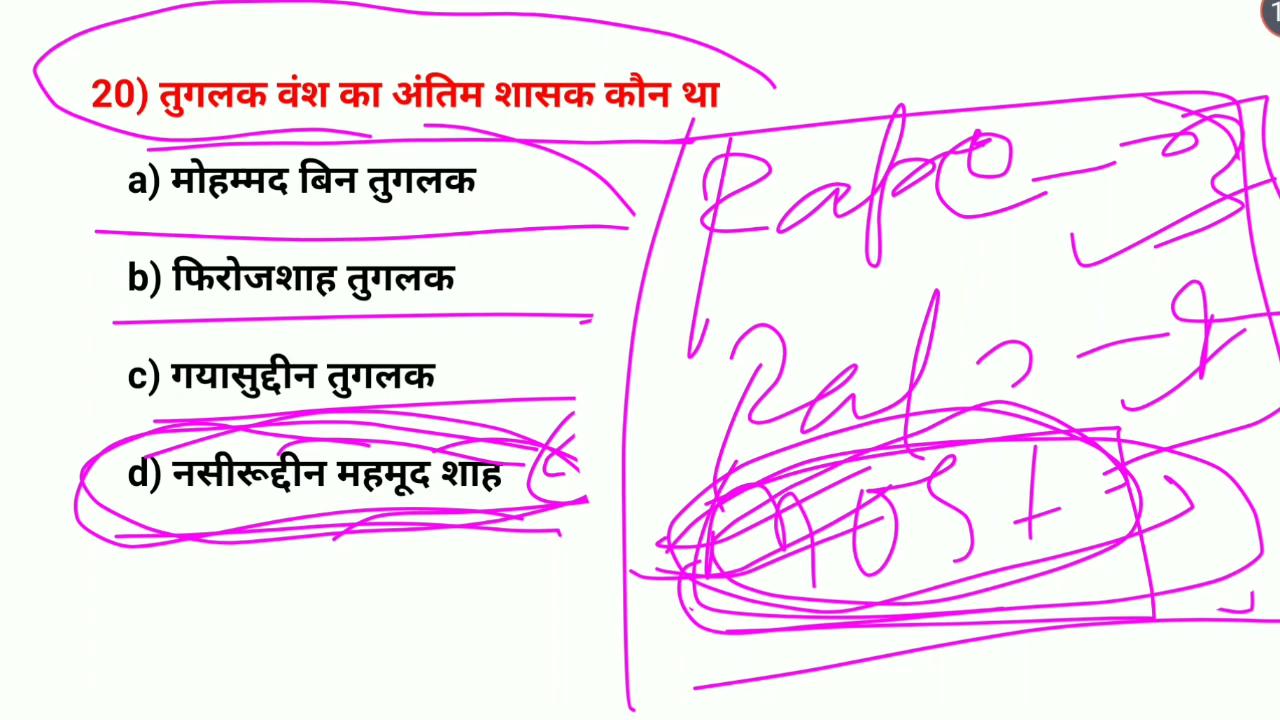 20) तुगलक वंश का अंतिम शासक कौन था
a) मोहम्मद बिन तुगलक
b) फिरोजशाह तुगलक
c) गयासुद्दीन तुगलक
d) नसीरूद्दीन महमूद शाह